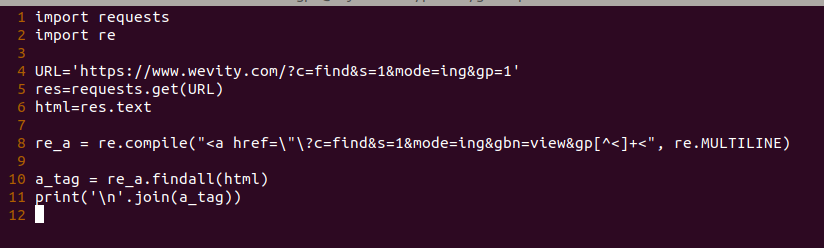 1 import requests
2 import re
3
4 URL='https://www.wevity.com/?c=find&s=1&mode=ing&gp=1'
5 res=requests.get(URL)
6 html=res.text
7
8 re_a = re.compile("<a href=\"\?c=find&s=1&mode=ing&gbn=view&gp[^<]+<", re.MULTILINE)
9
10 a_tag = re_a.findall(html)
11 print('\n'.join(a_tag))
12